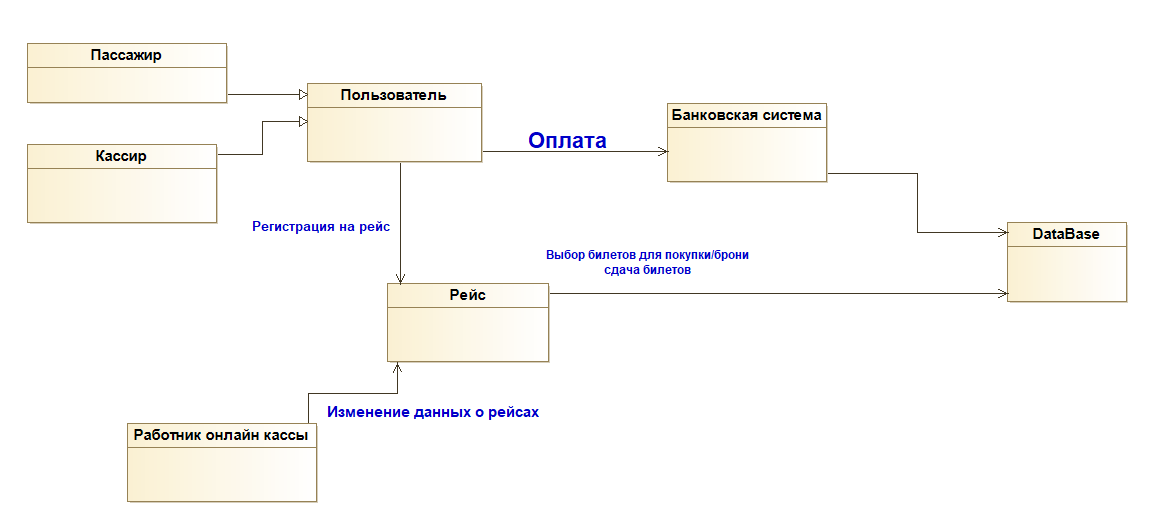 Пассажир
Пользователь
Банковская система
Оплата
Кассир
Регистрация на рейс
DataBase
Выбор билетов для покупки/брони
сдача билетов
Рейс
Изменение данных о рейсах
Работник онлайн кассы